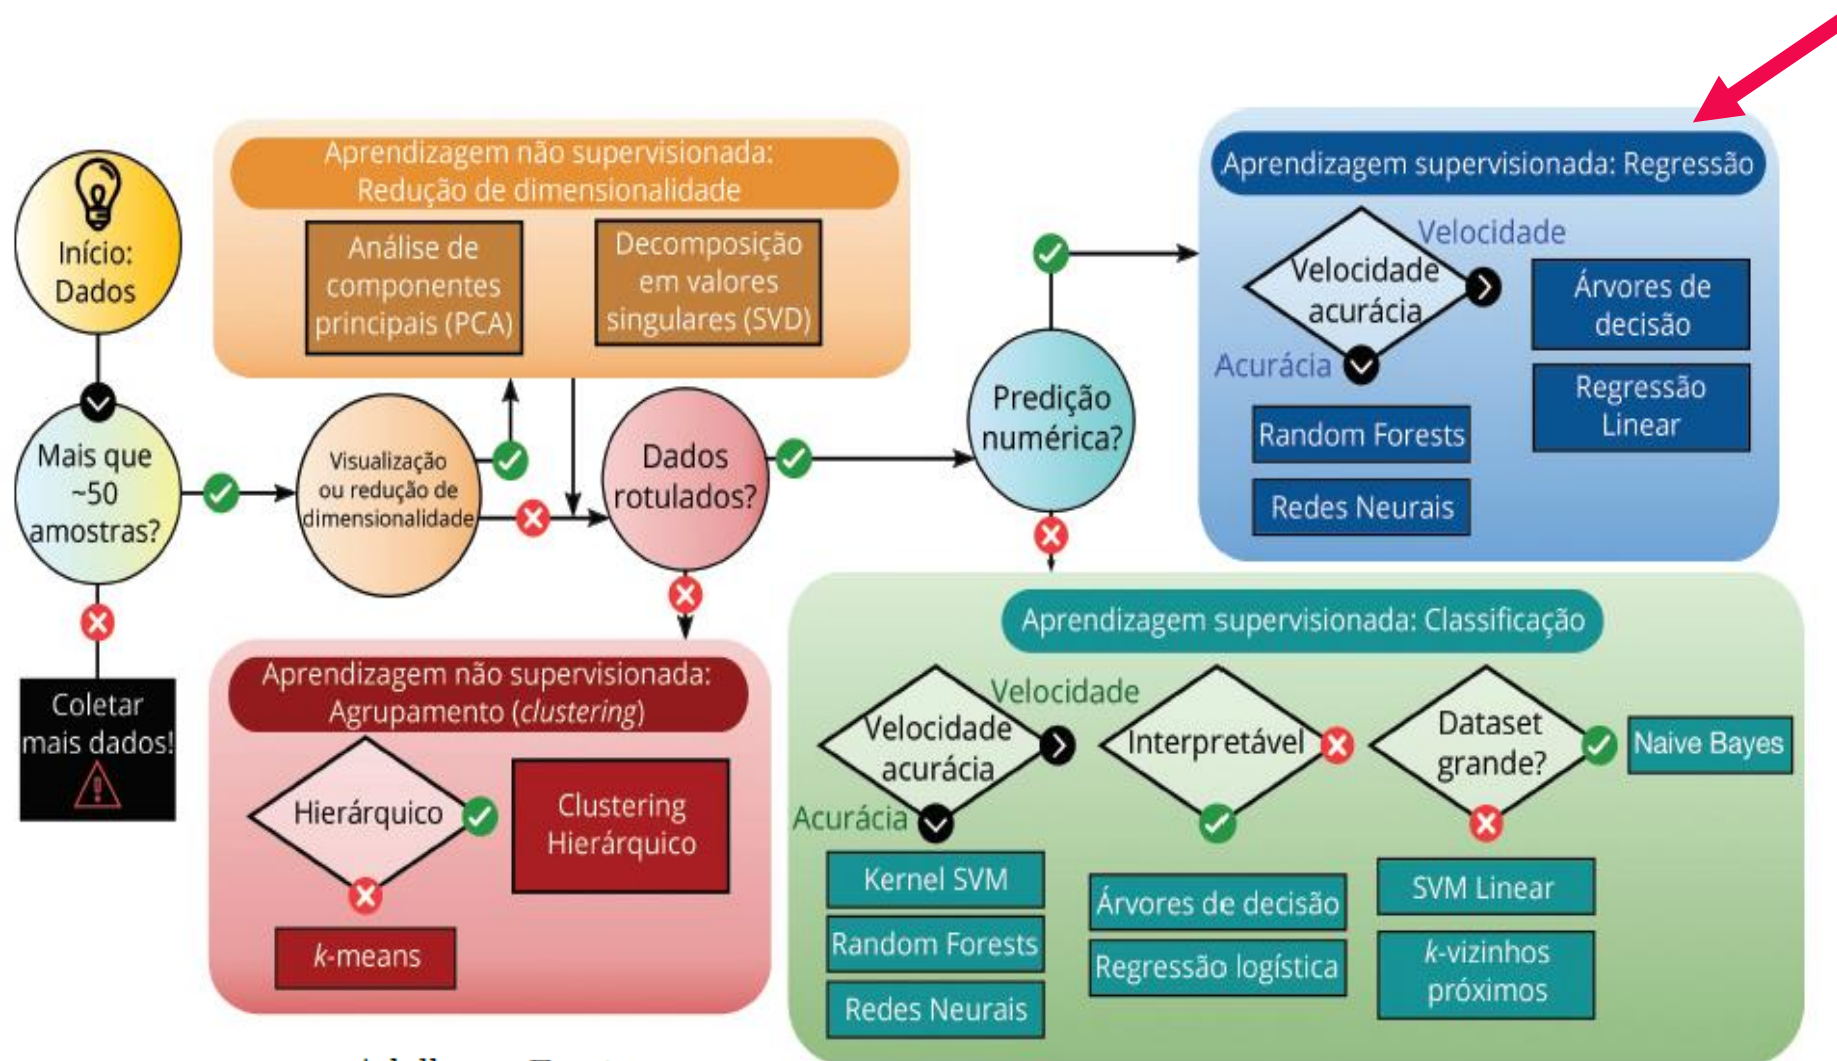 Início:
Dados
Mais que
~50
amostras?
Coletar
mais dados!
Aprendizagem não supervisionada:
Redução de dimensionalidade
Análise de
componentes
principais (PCA)
Decomposição
em valores
singulares (SVD)
Visualização
ou redução de
dimensionalidade
Dados
rotulados?
Aprendizagem não supervisionada:
Agrupamento (clustering)
Hierárquico
Clustering
Hierárquico
k-means
Predição
numérica?
Aprendizagem supervisionada: Regressão
Velocidade
Velocidade
acurácia
Acurácia
Árvores de
decisão
Regressão
Linear
Random Forests
Redes Neurais
Aprendizagem supervisionada: Classificação
Velocidade
Velocidade
acurácia
Acurácia
Kernel SVM
Random Forests
Redes Neurais
Interpretável
Árvores de decisão
Regressão logística
Dataset
grande?
Naive Bayes
SVM Linear
k-vizinhos
próximos